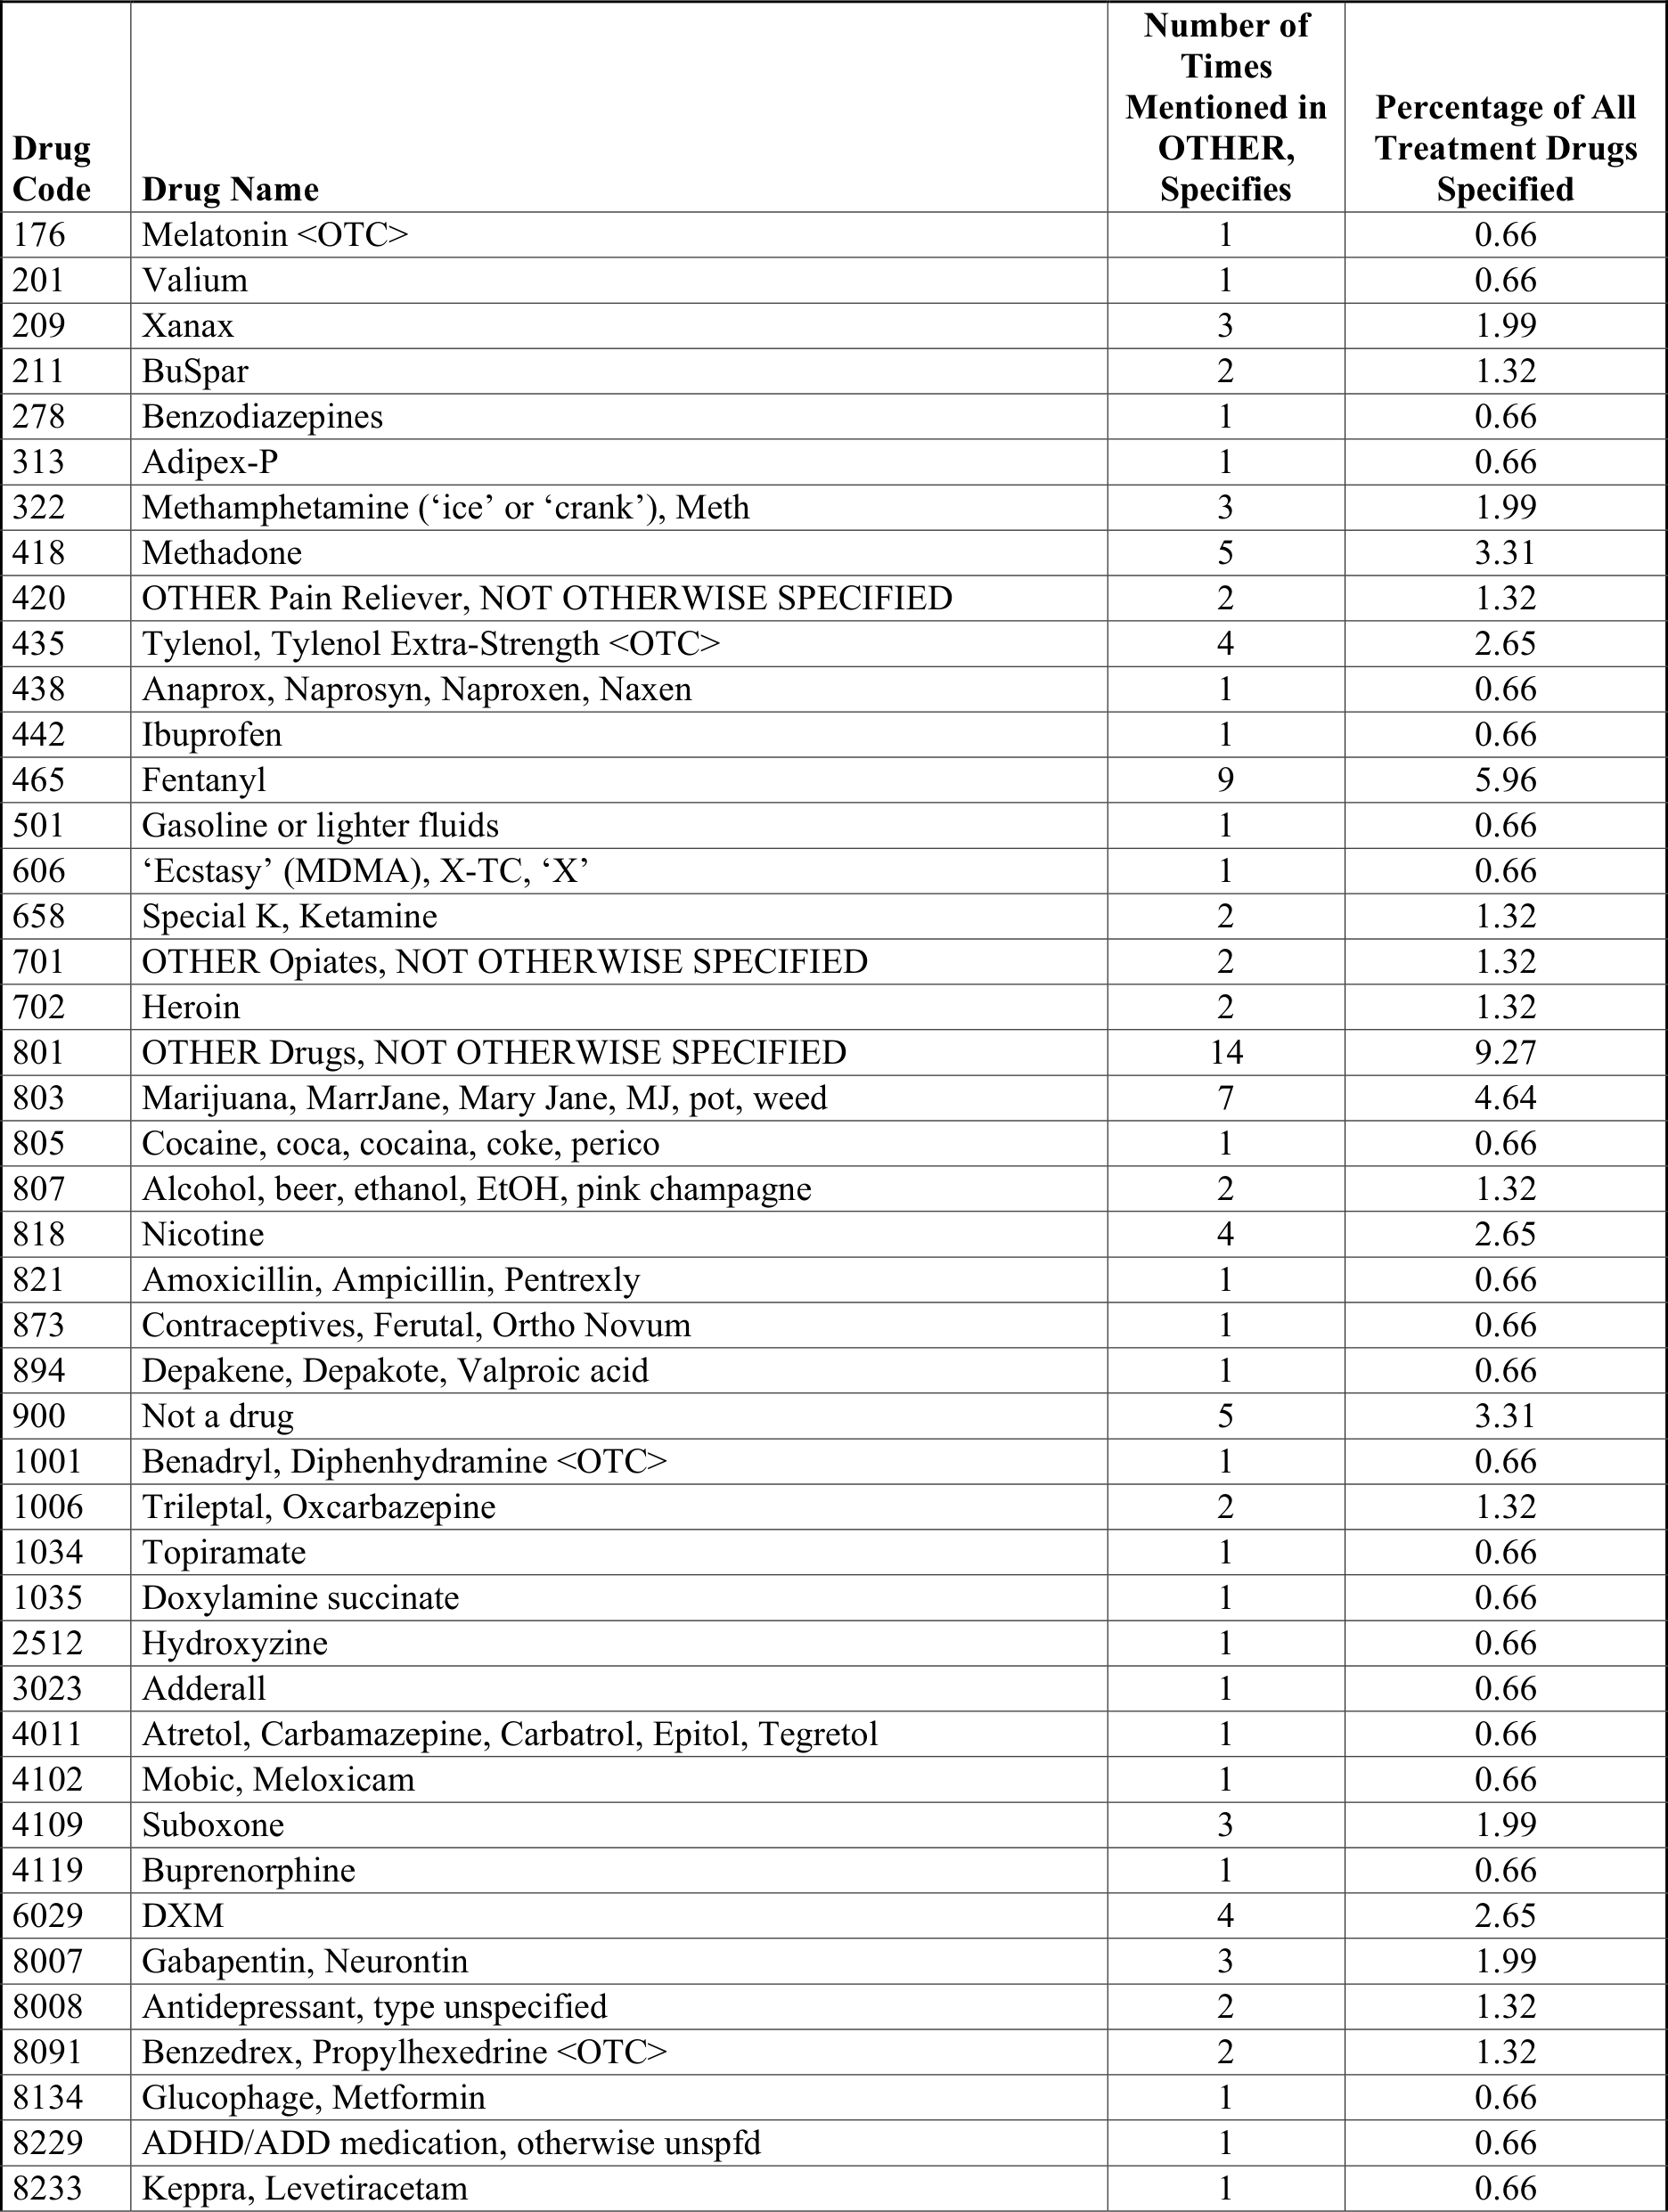 Drug Code | Drug Name | Number of Times Mentioned in OTHER, Specifies | Percentage of All Treatment Drugs Specified
176 | Melatonin <OTC> | 1 | 0.66
201 | Valium | 1 | 0.66
209 | Xanax | 3 | 1.99
211 | BuSpar | 2 | 1.32
278 | Benzodiazepines | 1 | 0.66
313 | Adipex-P | 1 | 0.66
322 | Methamphetamine (‘ice’ or ‘crank’), Meth | 3 | 1.99
418 | Methadone | 5 | 3.31
420 | OTHER Pain Reliever, NOT OTHERWISE SPECIFIED | 2 | 1.32
435 | Tylenol, Tylenol Extra-Strength <OTC> | 4 | 2.65
438 | Anaprox, Naprosyn, Naproxen, Naxen | 1 | 0.66
442 | Ibuprofen | 1 | 0.66
465 | Fentanyl | 9 | 5.96
501 | Gasoline or lighter fluids | 1 | 0.66
606 | ‘Ecstasy’ (MDMA), X-TC, ‘X’ | 1 | 0.66
658 | Special K, Ketamine | 2 | 1.32
701 | OTHER Opiates, NOT OTHERWISE SPECIFIED | 2 | 1.32
702 | Heroin | 2 | 1.32
801 | OTHER Drugs, NOT OTHERWISE SPECIFIED | 14 | 9.27
803 | Marijuana, MarrJane, Mary Jane, MJ, pot, weed | 7 | 4.64
805 | Cocaine, coca, cocaina, coke, perico | 1 | 0.66
807 | Alcohol, beer, ethanol, EtOH, pink champagne | 2 | 1.32
818 | Nicotine | 4 | 2.65
821 | Amoxicillin, Ampicillin, Pentrexly | 1 | 0.66
873 | Contraceptives, Ferutal, Ortho Novum | 1 | 0.66
894 | Depakene, Depakote, Valproic acid | 1 | 0.66
900 | Not a drug | 5 | 3.31
1001 | Benadryl, Diphenhydramine <OTC> | 1 | 0.66
1006 | Trileptal, Oxcarbazepine | 2 | 1.32
1034 | Topiramate | 1 | 0.66
1035 | Doxylamine succinate | 1 | 0.66
2512 | Hydroxyzine | 1 | 0.66
3023 | Adderall | 1 | 0.66
4011 | Atretol, Carbamazepine, Carbatrol, Epitol, Tegretol | 1 | 0.66
4102 | Mobic, Meloxicam | 1 | 0.66
4109 | Suboxone | 3 | 1.99
4119 | Buprenorphine | 1 | 0.66
6029 | DXM | 4 | 2.65
8007 | Gabapentin, Neurontin | 3 | 1.99
8008 | Antidepressant, type unspecified | 2 | 1.32
8091 | Benzedrex, Propylhexedrine <OTC> | 2 | 1.32
8134 | Glucophage, Metformin | 1 | 0.66
8229 | ADHD/ADD medication, otherwise unspfd | 1 | 0.66
8233 | Keppra, Levetiracetam | 1 | 0.66